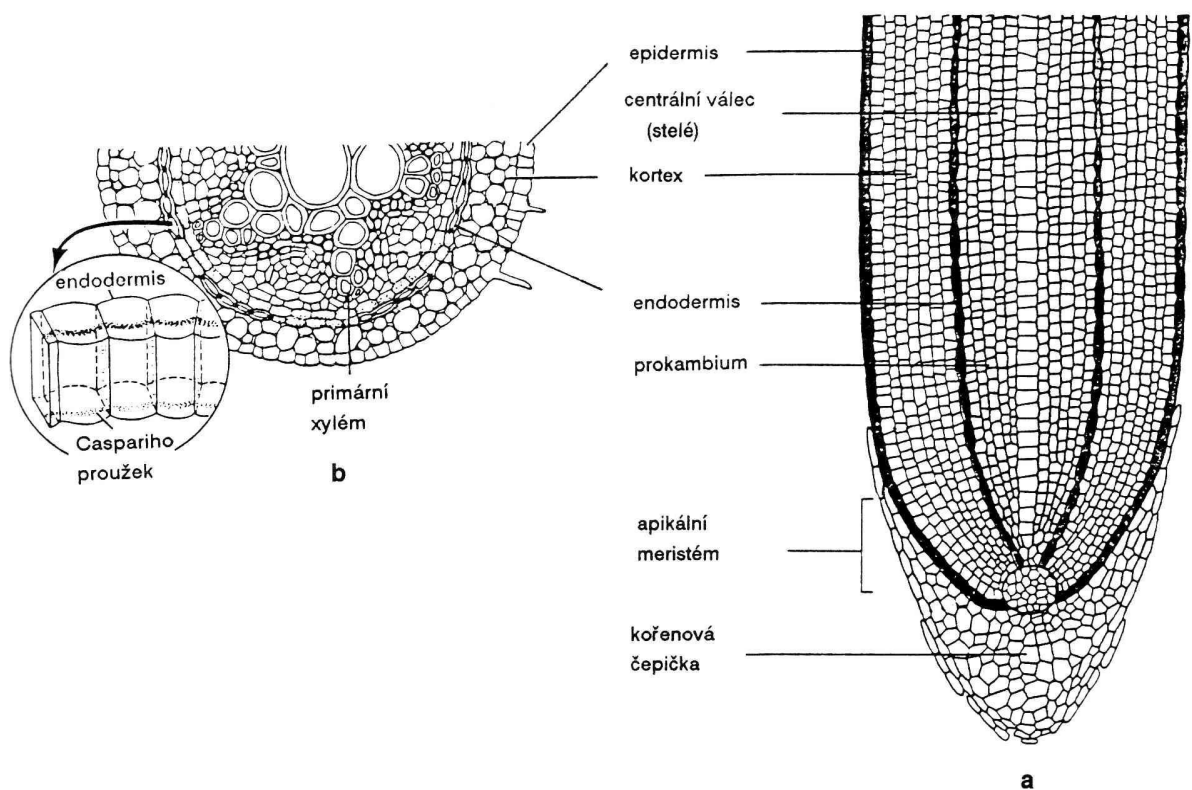 epidermis
centrální válec
(stelé)
kortex
endodermis
endodermis
prokambium
primární
xylém
Caspariho
proužek
b
apikální
meristém
kořenová
čepička
a